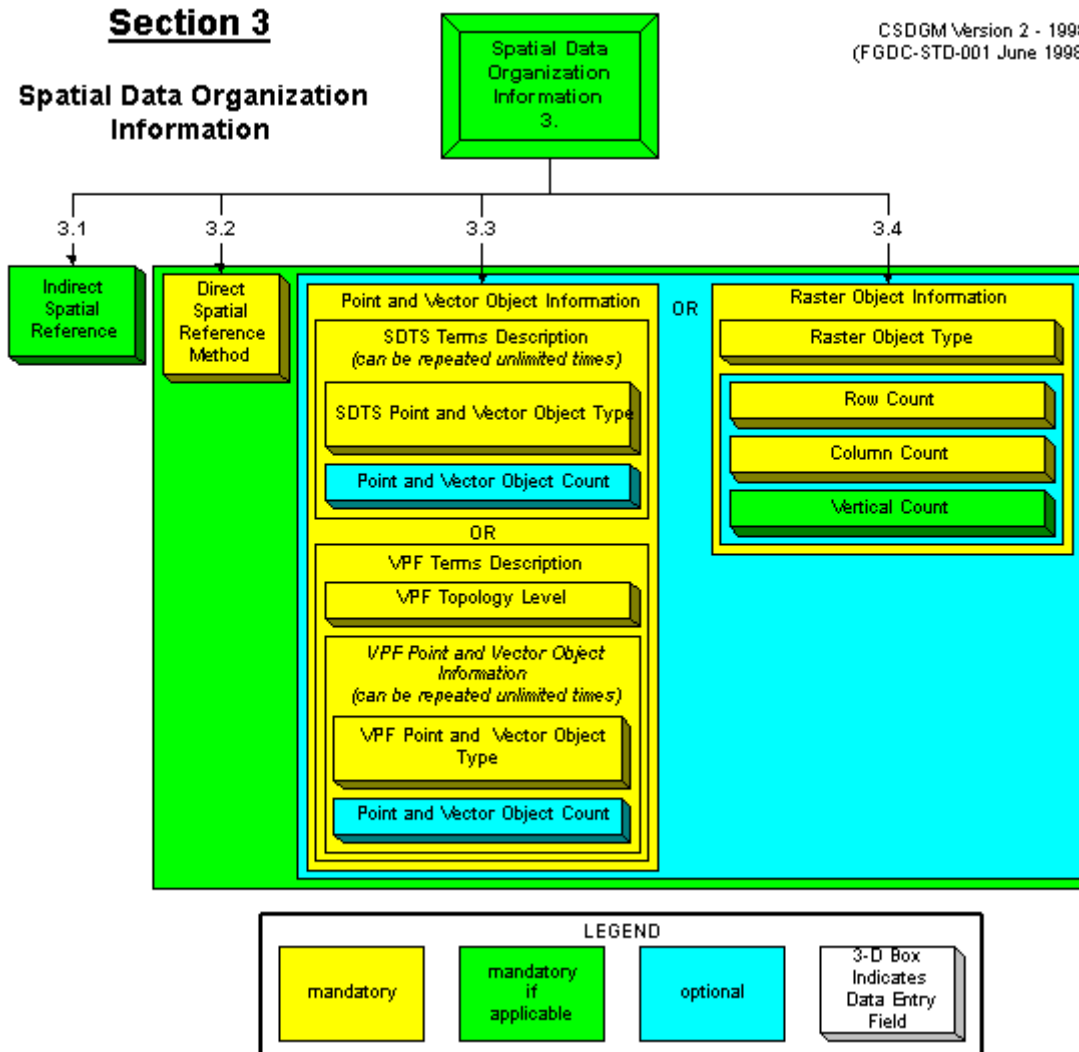 Section 3
Spatial Data Organization
Information
CSDGM Version 2 - 1998
(FGDC-STD-001 June 1998
Spatial Data
Organization
Information
3.
3.1
3.2
3.3
3.4
Indirect
Spatial
Reference
Direct
Spatial
Reference
Method
Point and Vector Object Information
SDTS Terms Description
(can be repeated unlimited times)
SDTS Point and Vector Object Type
Point and Vector Object Count
OR
VPF Terms Description
VPF Topology Level
VPF Point and Vector Object
Information
(can be repeated unlimited times)
VPF Point and Vector Object
Type
Point and Vector Object Count
OR
Raster Object Information
Raster Object Type
Row Count
Column Count
Vertical Count
LEGEND
mandatory
mandatory
if
applicable
optional
3-D Box
Indicates
Data Entry
Field